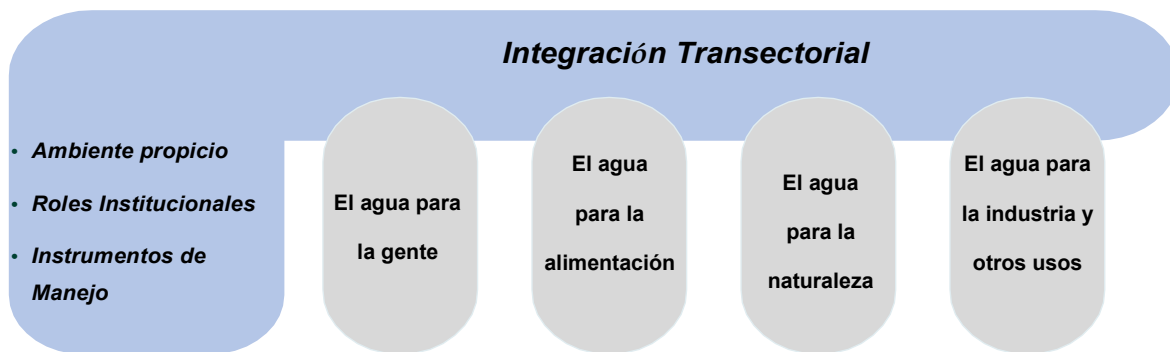 Integración Transectorial
• Ambiente propicio
• Roles Institucionales
• Instrumentos de
Manejo
El agua para
la gente
El agua
para la
alimentación
El agua
para la
naturaleza
El agua para
la industria y
otros usos